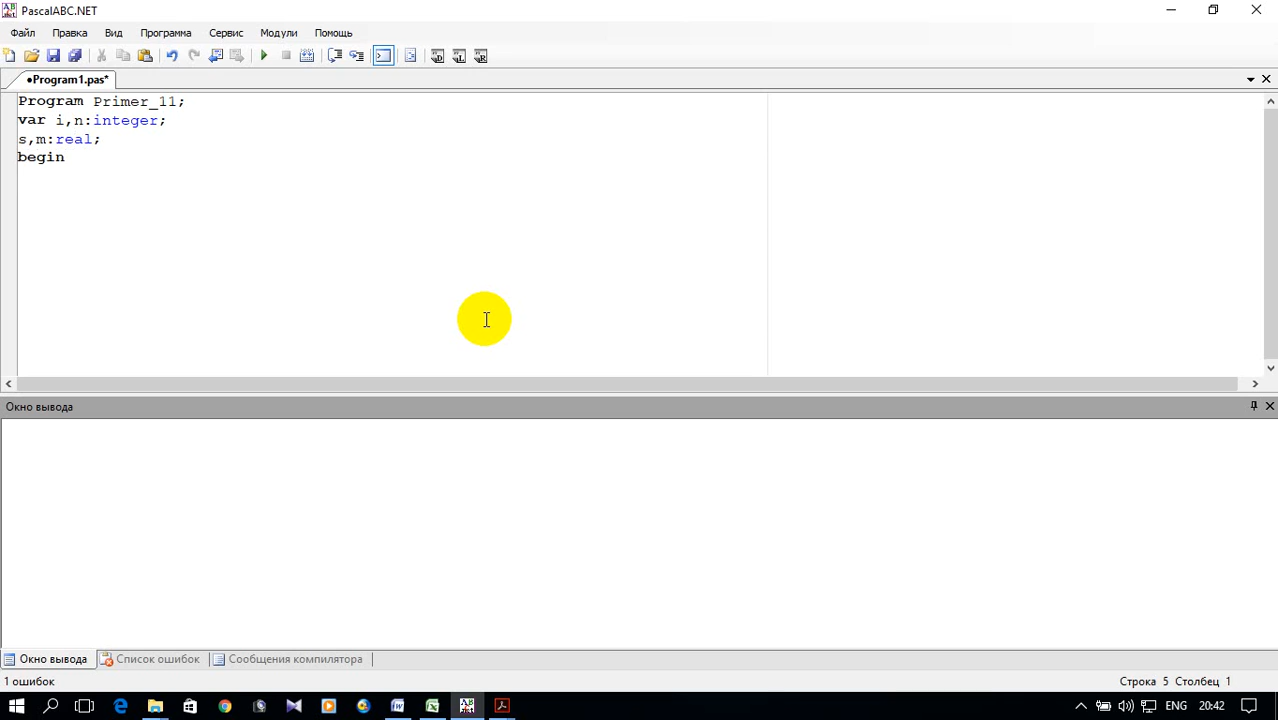 PascalABC.NET
Файл Правка Вид Программа Сервис Модули Помощь
•Program1.pas*
Program Primer_11;
var i,n:integer;
s,m:real;
begin
Окно вывода
Окно вывода Список ошибок Сообщения компилятора
1 ошибок Строка 5 Столбец 1
ENG 20:42